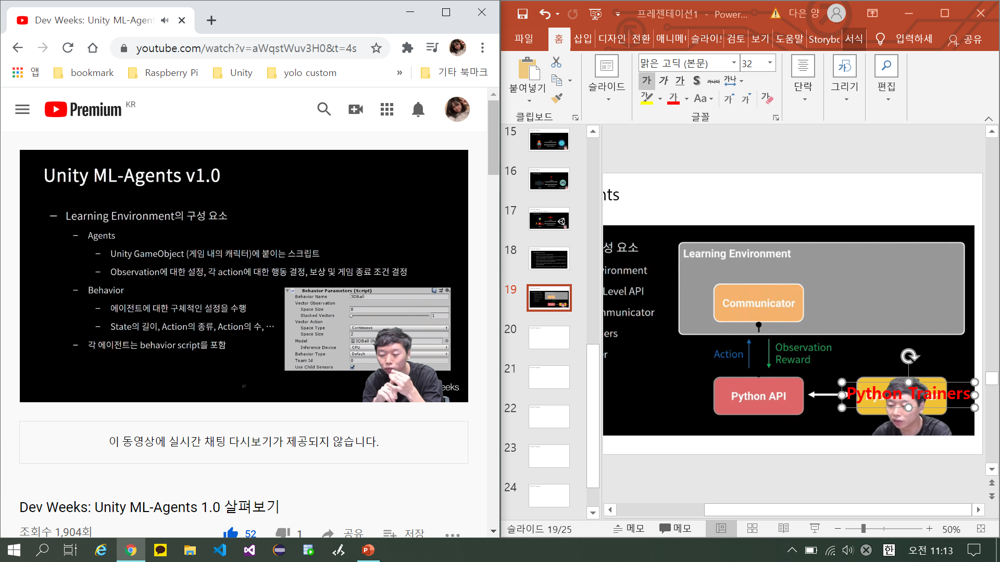 Dev Weeks: Unity ML-Agent
youtube.com/watch?v=aWqstWuv3H0&t=4s
앱
bookmark
Raspberry Pi
Unity
yolo custom
»
기타 북마크
Premium KR
Unity ML-Agents v1.0
– Learning Environment의 구성 요소
– Agents
– Unity GameObject (게임 내의 캐릭터)에 붙이는 스크립트
– Observation에 대한 설정, 각 action에 대한 행동 결정, 보상 및 게임 종료 조건 결정
– Behavior
– 에이전트에 대한 구체적인 설정을 수행
– State의 길이, Action의 종류, Action의 수, ⋯
– 각 에이전트는 behavior script를 포함
Behavior Parameters (Script)
Behavior Name 3DBall
Vector Observation
Space Size 8
Stacked Vectors 1
Vector Action
Space Type Continuous
Space Size 2
Model 3DBall (N
Inference Device CPU
Behavior Type Default
Team Id 0
Use Child Sensors
37
eeks
이 동영상에 실시간 채팅 다시보기가 제공되지 않습니다.
Dev Weeks: Unity ML-Agents 1.0 살펴보기
조회수 1,904회
52
1
공유
저장
프레젠테이션1 - Power...
다음 양
파일
홈
삽입
디자인
전환
애니메
슬라이
검토
보기
도움말
Storybo
서식
입력하세
공유
붙여넣기
클립보드
슬라이드
맑은 고딕 (본문)
32
가 가 가 S 가나다 가나
가 가 Aa 가 가 가
글꼴
단락
그리기
편집
15
16
17
18
19
20
21
22
23
24
nts
성 요소
ironment
Level API
nmunicator
ers
er
Learning Environment
Communicator
Action
Observation
Reward
Python API
Python Trainers
슬라이드 19/25
메모
메모
50%
한
오전 11:13